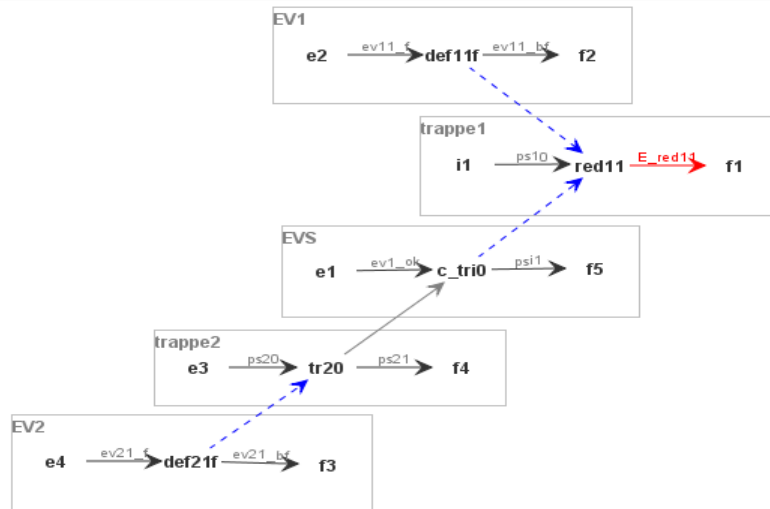 EV1
e2 ev11_f def11f ev11_bf f2
trappe1
i1 ps10 red11 E_red11 f1
EVS
e1 ev1_ok c_tri0 psi1 f5
trappe2
e3 ps20 tr20 ps21 f4
EV2
e4 ev21_f def21f ev21_bf f3